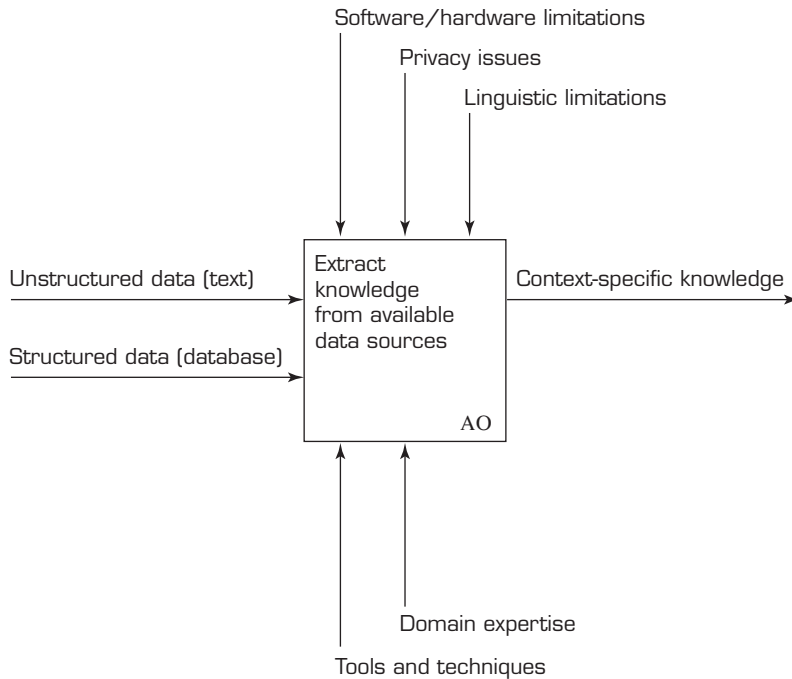 Software/hardware limitations
Privacy issues
Linguistic limitations
Unstructured data (text)
Structured data (database)
Extract
knowledge
from available
data sources
AO
Context-specific knowledge
Domain expertise
Tools and techniques